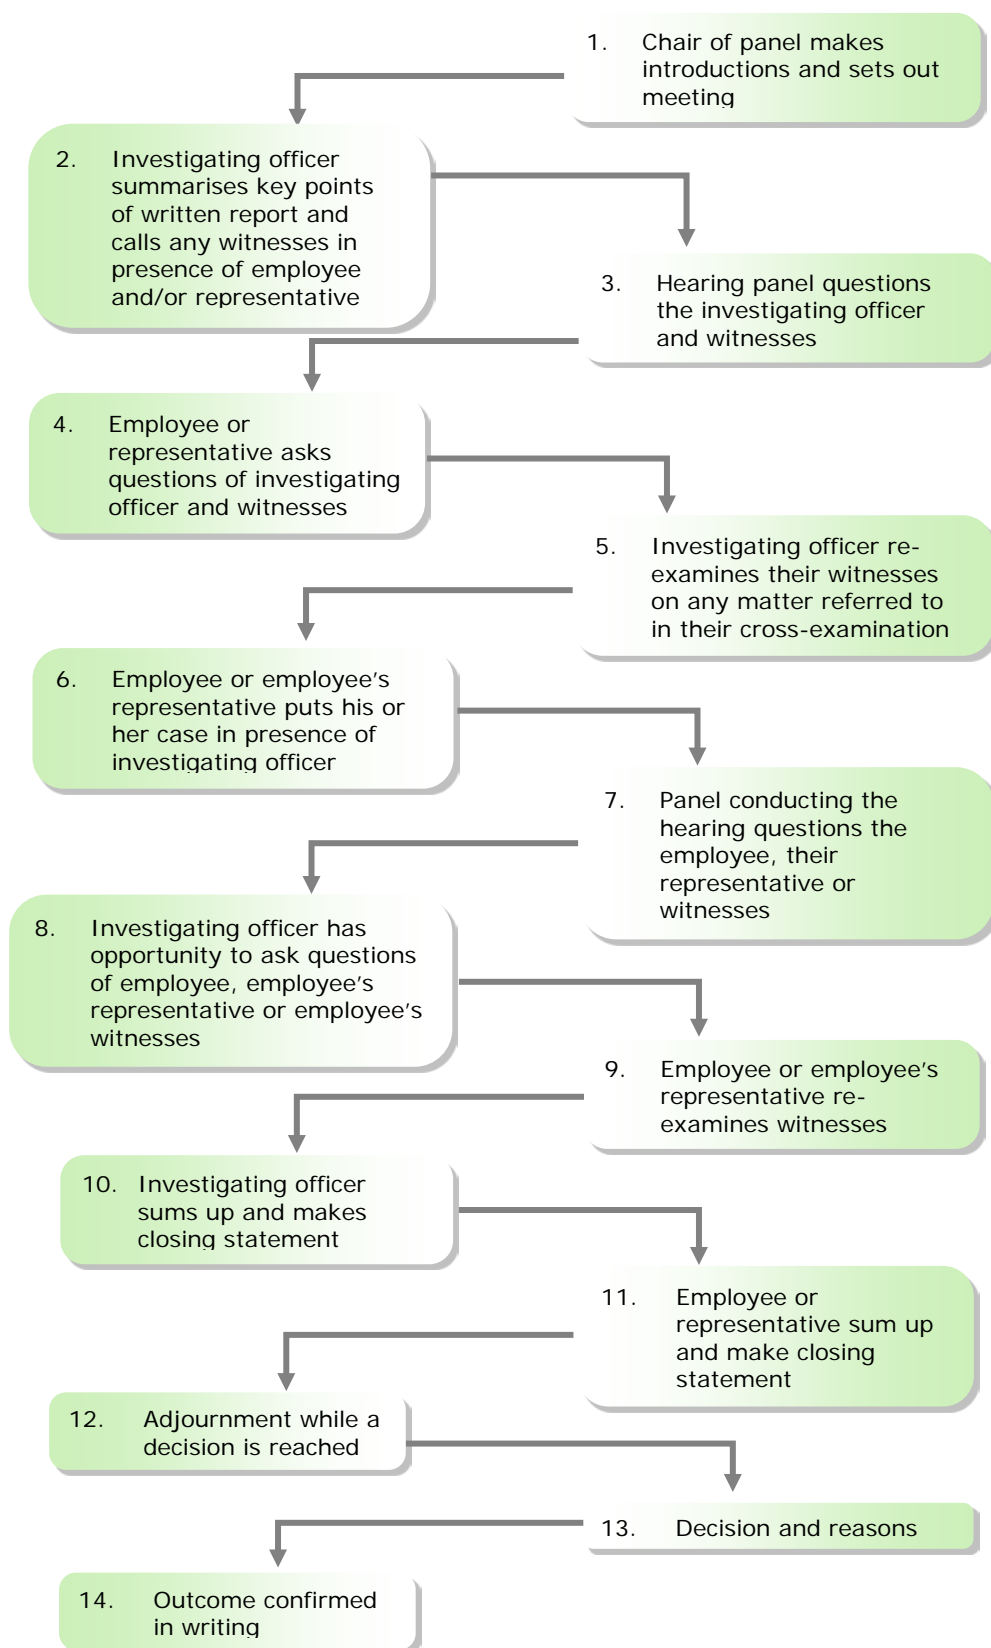 1. Chair of panel makes
introductions and sets out
meeting
2. Investigating officer
summarises key points
of written report and
calls any witnesses in
presence of employee
and/or representative
3. Hearing panel questions
the investigating officer
and witnesses
4. Employee or
representative asks
questions of investigating
officer and witnesses
5. Investigating officer re-
examines their witnesses
on any matter referred to
in their cross-examination
6. Employee or employee’s
representative puts his or
her case in presence of
investigating officer
7. Panel conducting the
hearing questions the
employee, their
representative or
witnesses
8. Investigating officer has
opportunity to ask questions
of employee, employee’s
representative or employee’s
witnesses
9. Employee or employee’s
representative re-
examines witnesses
10. Investigating officer
sums up and makes
closing statement
11. Employee or
representative sum up
and make closing
statement
12. Adjournment while a
decision is reached
13. Decision and reasons
14. Outcome confirmed
in writing